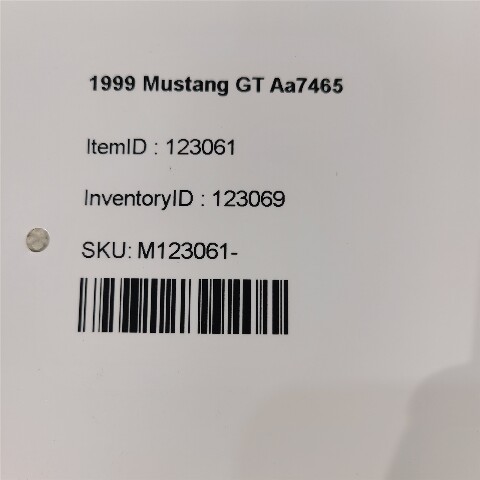 1999 Mustang GT Aa7465
ItemID : 123061
InventoryID : 123069
SKU: M123061-